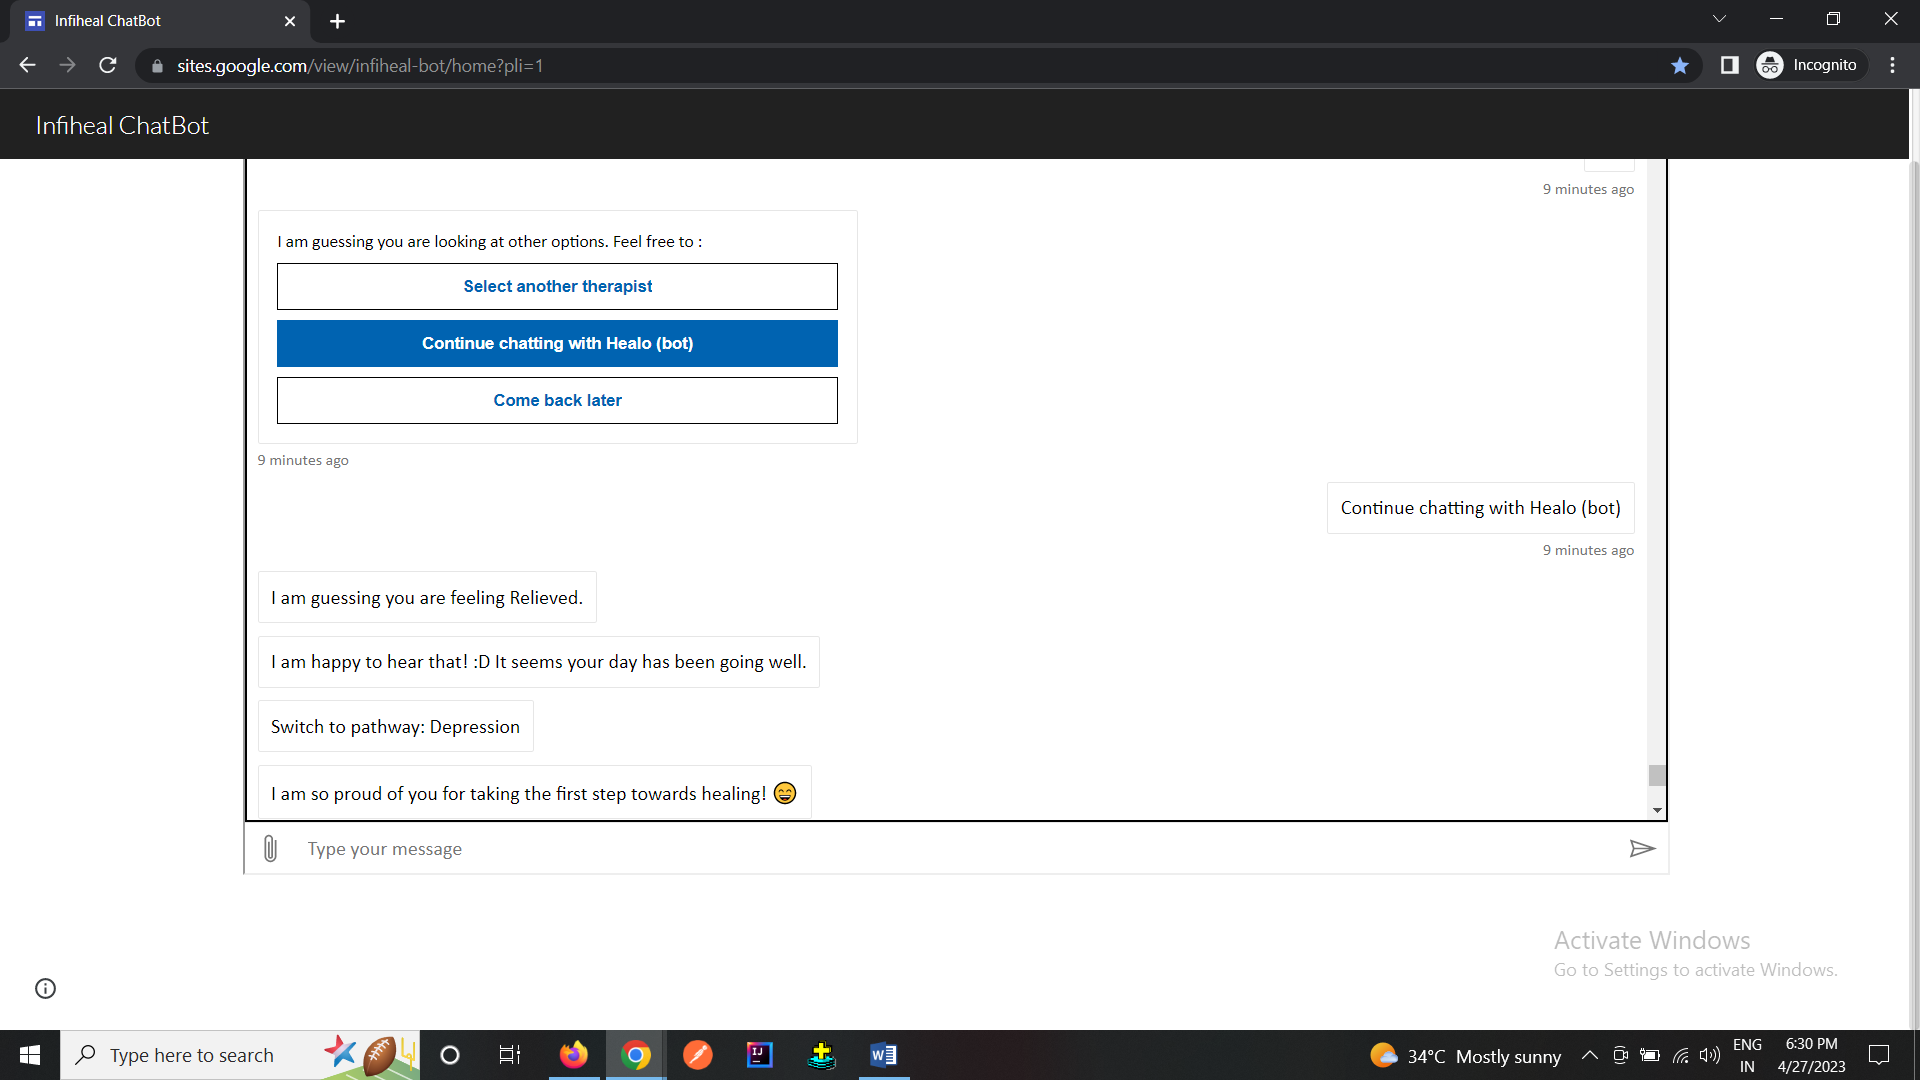 Infiheal ChatBot
sites.google.com/view/infiheal-bot/home?pli=1
Incognito
Infiheal ChatBot
9 minutes ago
I am guessing you are looking at other options. Feel free to :
Select another therapist
Continue chatting with Healo (bot)
Come back later
9 minutes ago
Continue chatting with Healo (bot)
9 minutes ago
I am guessing you are feeling Relieved.
I am happy to hear that! :D It seems your day has been going well.
Switch to pathway: Depression
I am so proud of you for taking the first step towards healing! 😄
Type your message
Activate Windows
Go to Settings to activate Windows.
Type here to search
34°C Mostly sunny
ENG
IN
6:30 PM
4/27/2023